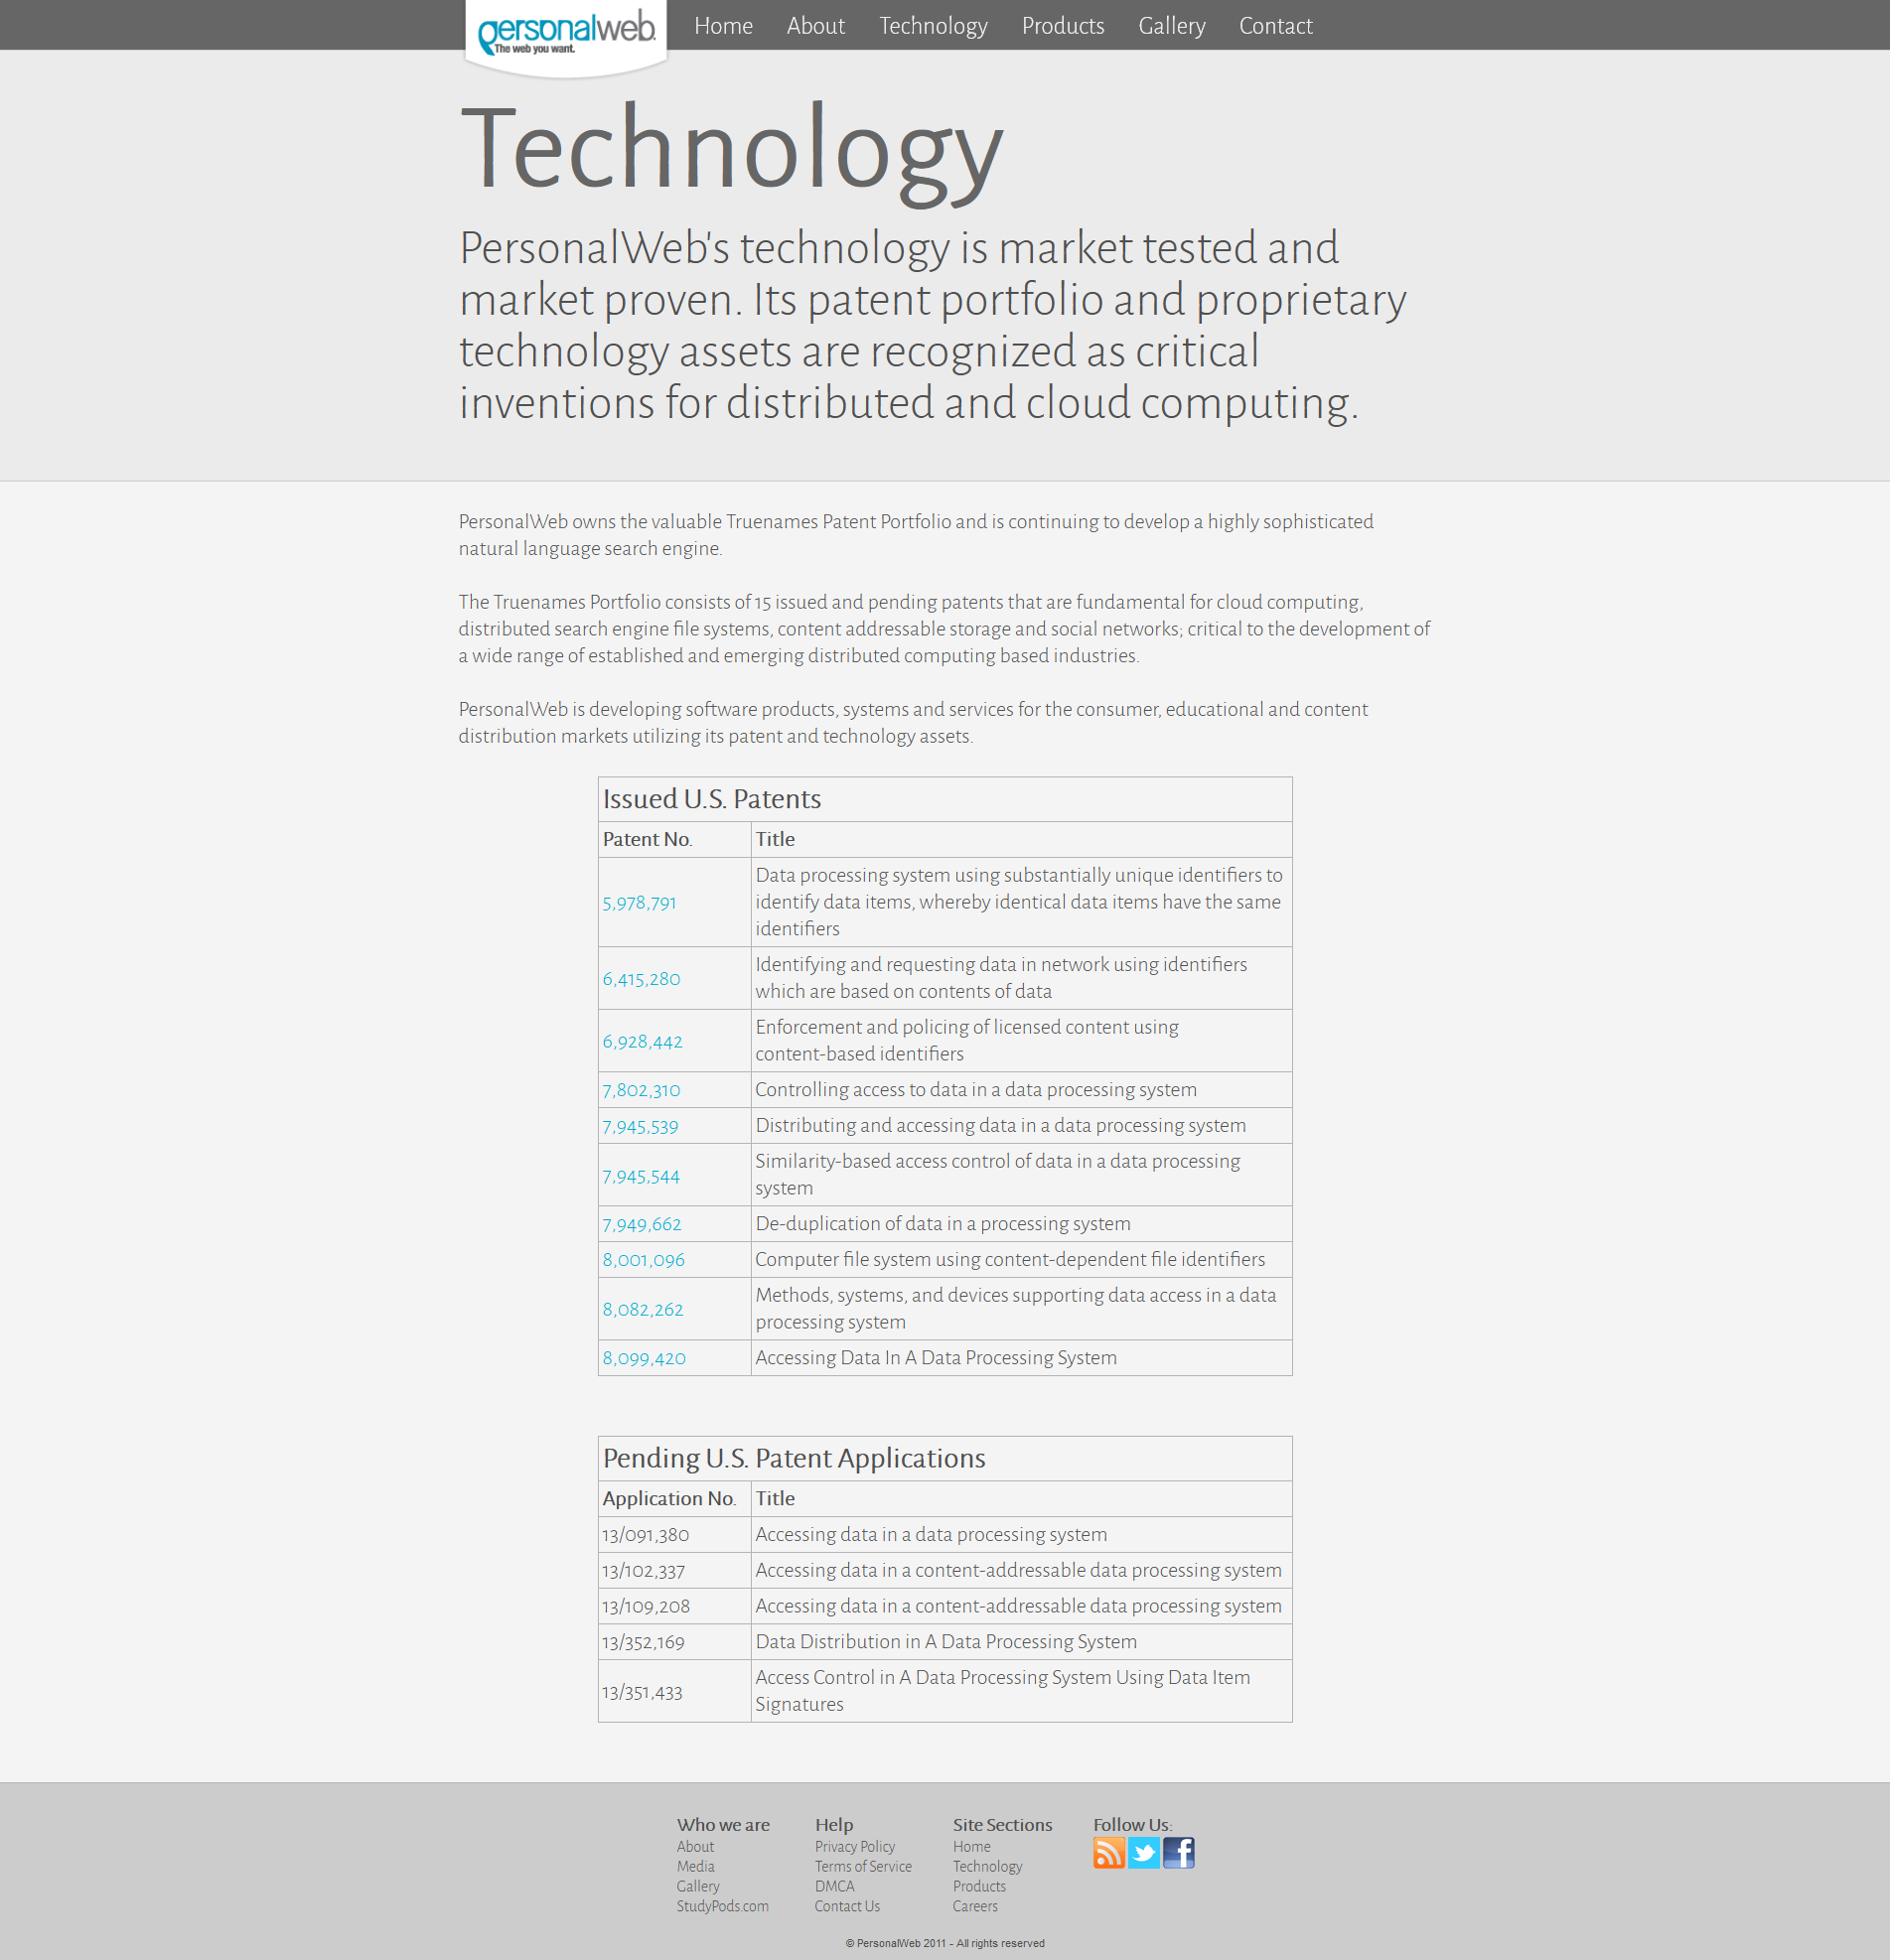 personalweb.
The web you want.
Home About Technology Products Gallery Contact
Technology
PersonalWeb's technology is market tested and
market proven. Its patent portfolio and proprietary
technology assets are recognized as critical
inventions for distributed and cloud computing.
PersonalWeb owns the valuable Truenames Patent Portfolio and is continuing to develop a highly sophisticated
natural language search engine.
The Truenames Portfolio consists of 15 issued and pending patents that are fundamental for cloud computing,
distributed search engine file systems, content addressable storage and social networks; critical to the development of
a wide range of established and emerging distributed computing based industries.
PersonalWeb is developing software products, systems and services for the consumer, educational and content
distribution markets utilizing its patent and technology assets.
Issued U.S. Patents
Patent No. Title
5,978,791 Data processing system using substantially unique identifiers to
identify data items, whereby identical data items have the same
identifiers
6,415,280 Identifying and requesting data in network using identifiers
which are based on contents of data
6,928,442 Enforcement and policing of licensed content using
content-based identifiers
7,802,310 Controlling access to data in a data processing system
7,945,539 Distributing and accessing data in a data processing system
7,945,544 Similarity-based access control of data in a data processing
system
7,949,662 De-duplication of data in a processing system
8,001,096 Computer file system using content-dependent file identifiers
8,082,262 Methods, systems, and devices supporting data access in a data
processing system
8,099,420 Accessing Data In A Data Processing System
Pending U.S. Patent Applications
Application No. Title
13/091,380 Accessing data in a data processing system
13/102,337 Accessing data in a content-addressable data processing system
13/109,208 Accessing data in a content-addressable data processing system
13/352,169 Data Distribution in A Data Processing System
13/351,433 Access Control in A Data Processing System Using Data Item
Signatures
Who we are Help Site Sections Follow Us:
About Privacy Policy Home
Media Terms of Service Technology
Gallery DMCA Products
StudyPods.com Contact Us Careers
© PersonalWeb 2011 - All rights reserved